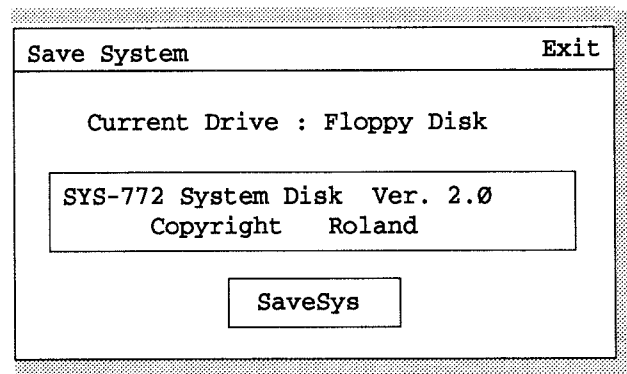 Save System Exit
Current Drive : Floppy Disk
SYS-772 System Disk Ver. 2.Ø
Copyright Roland
SaveSys